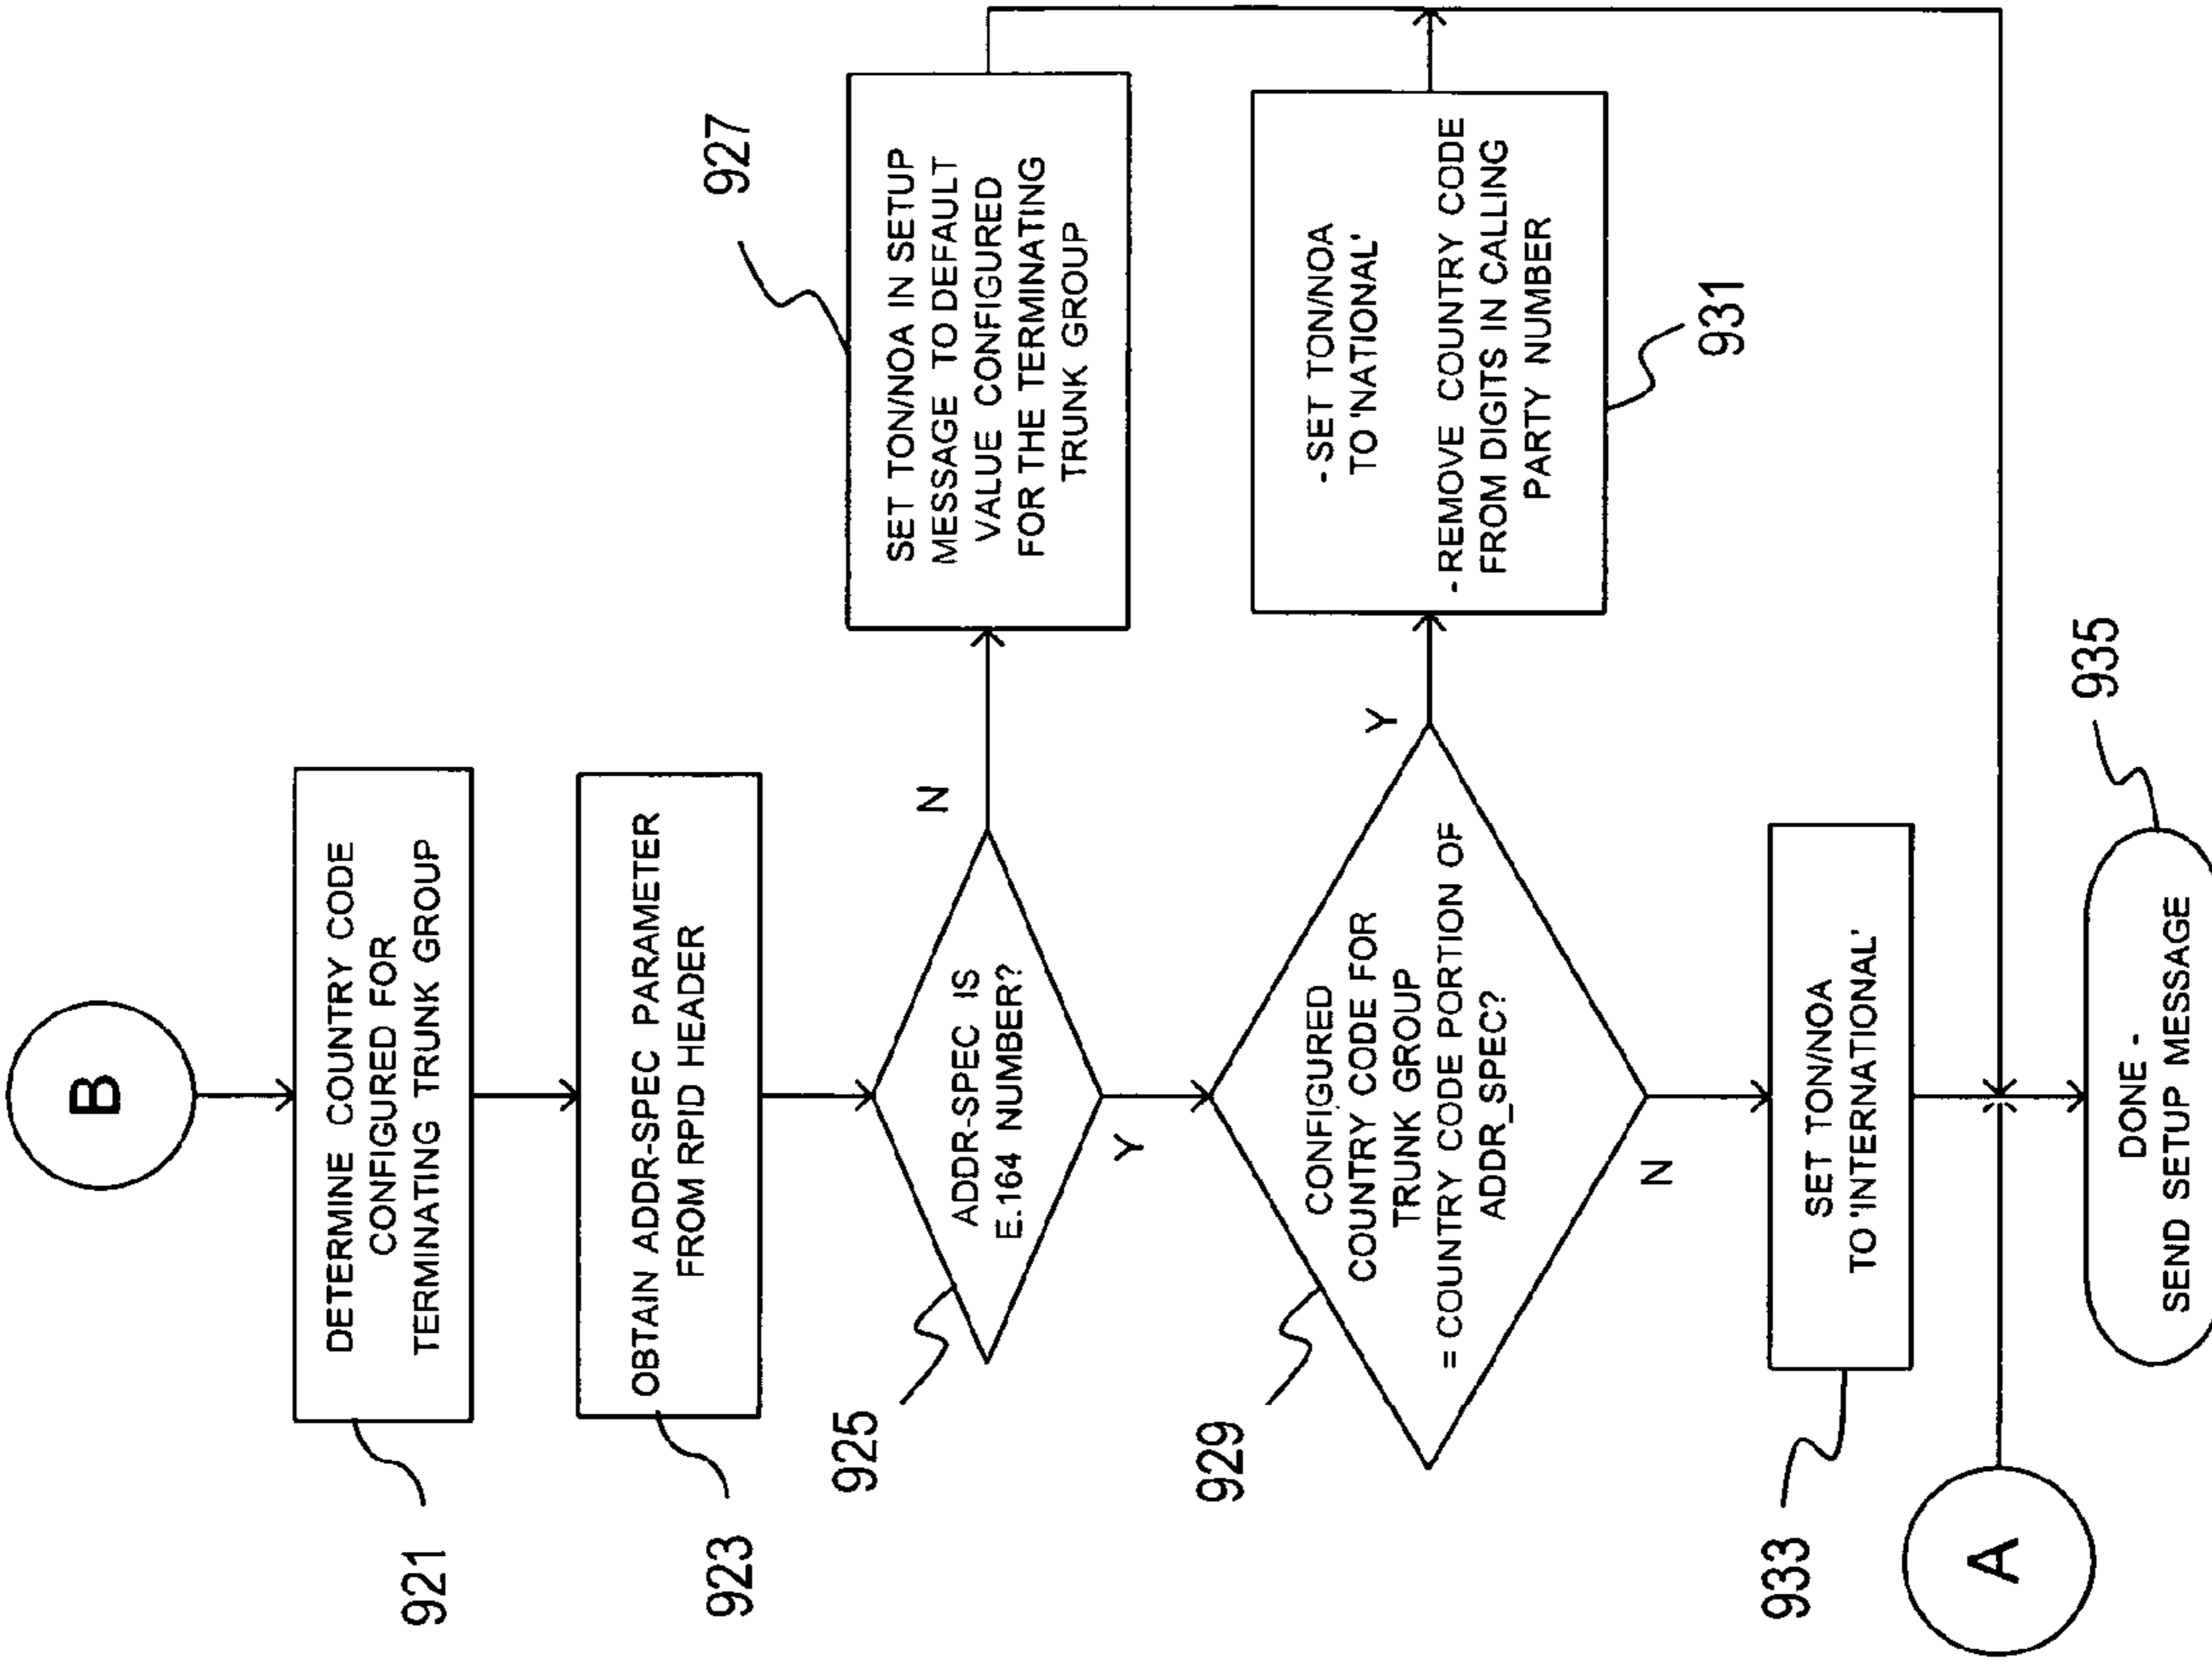 B
DETERMINE COUNTRY CODE
CONFIGURED FOR
TERMINATING TRUNK GROUP
921
OBTAIN ADDR-SPEC PARAMETER
FROM RPID HEADER
923
ADDR-SPEC IS
E.164 NUMBER?
925
N
Y
SET TON/NOA IN SETUP
MESSAGE TO DEFAULT
VALUE CONFIGURED
FOR THE TERMINATING
TRUNK GROUP
927
CONFIGURED
COUNTRY CODE FOR
TRUNK GROUP
= COUNTRY CODE PORTION OF
ADDR_SPEC?
929
Y
N
- SET TON/NOA
TO 'NATIONAL'
- REMOVE COUNTRY CODE
FROM DIGITS IN CALLING
PARTY NUMBER
931
SET TON/NOA
TO 'INTERNATIONAL'
933
A
DONE -
SEND SETUP MESSAGE
935